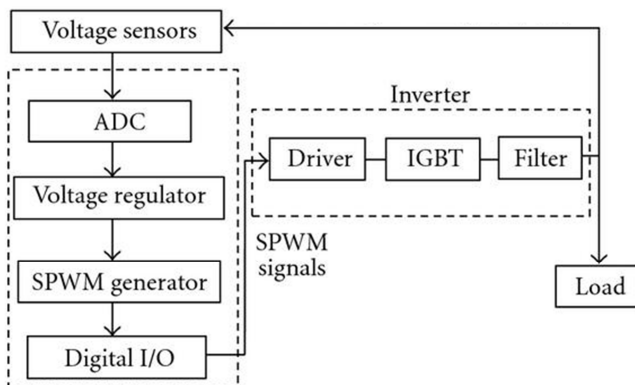 Voltage sensors
ADC
Voltage regulator
SPWM generator
Digital I/O
SPWM
signals
Inverter
Driver
IGBT
Filter
Load